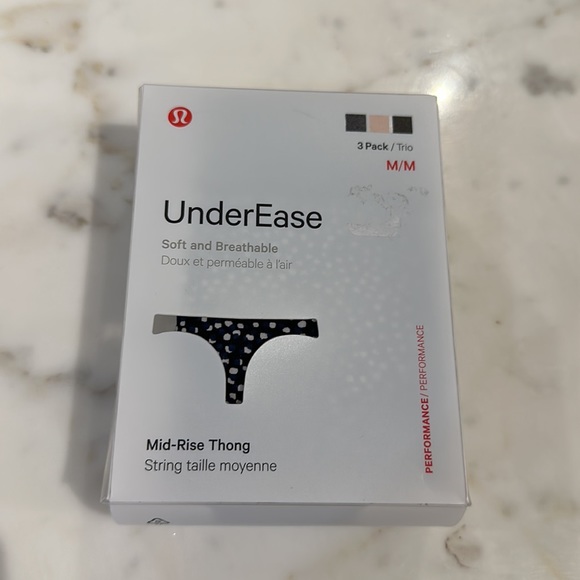 3 Pack / Trio
M/M
UnderEase
Soft and Breathable
Doux et perméable à l'air
PERFORMANCE/ PERFORMANCE
Mid-Rise Thong
String taille moyenne